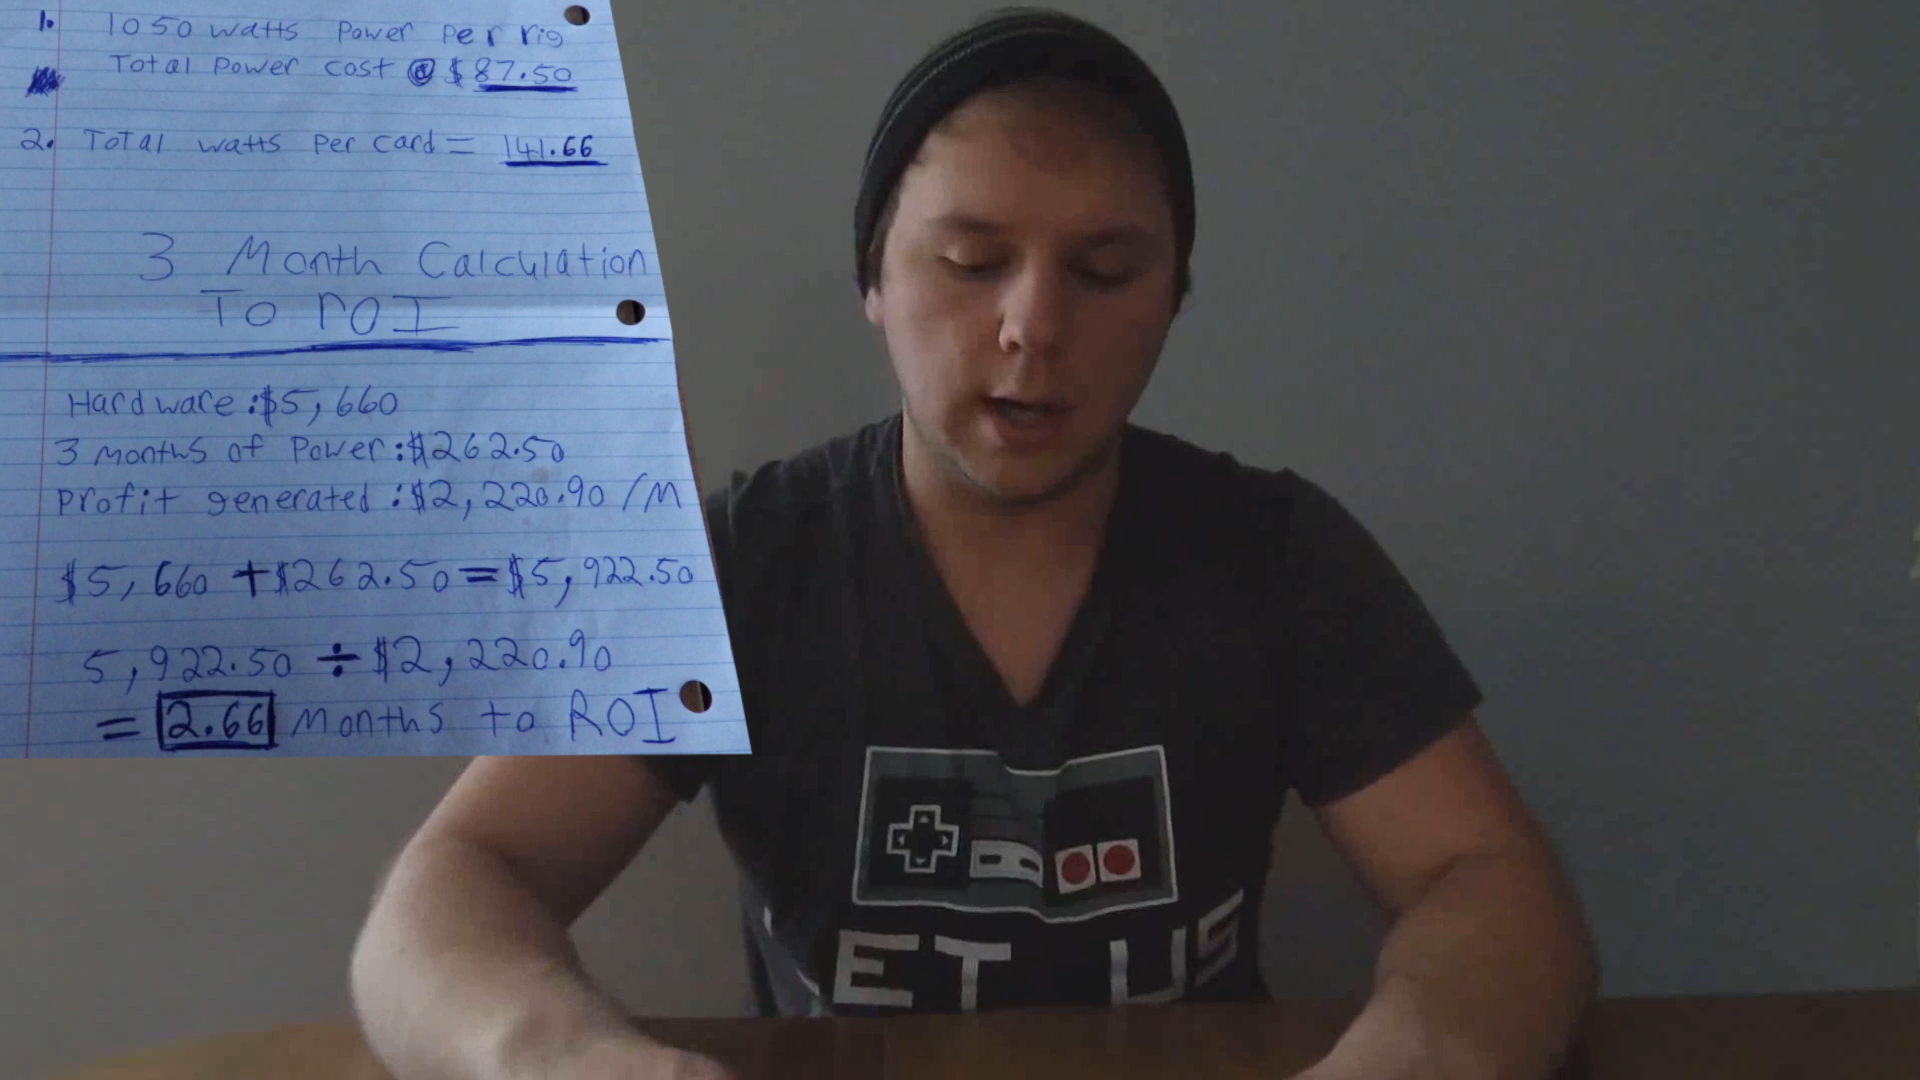 1. 1050 watts Power Per rig
Total Power cost @ $87.50
2. Total watts Per card = 141.66
3 Month Calculation
To rOI
Hardware:$5,660
3 months of Power:$262.50
Profit generated:$2,220.90/M
$5,660+$262.50=$5,922.50
5,922.50÷$2,220.90
= 2.66 Months to ROI
ET US